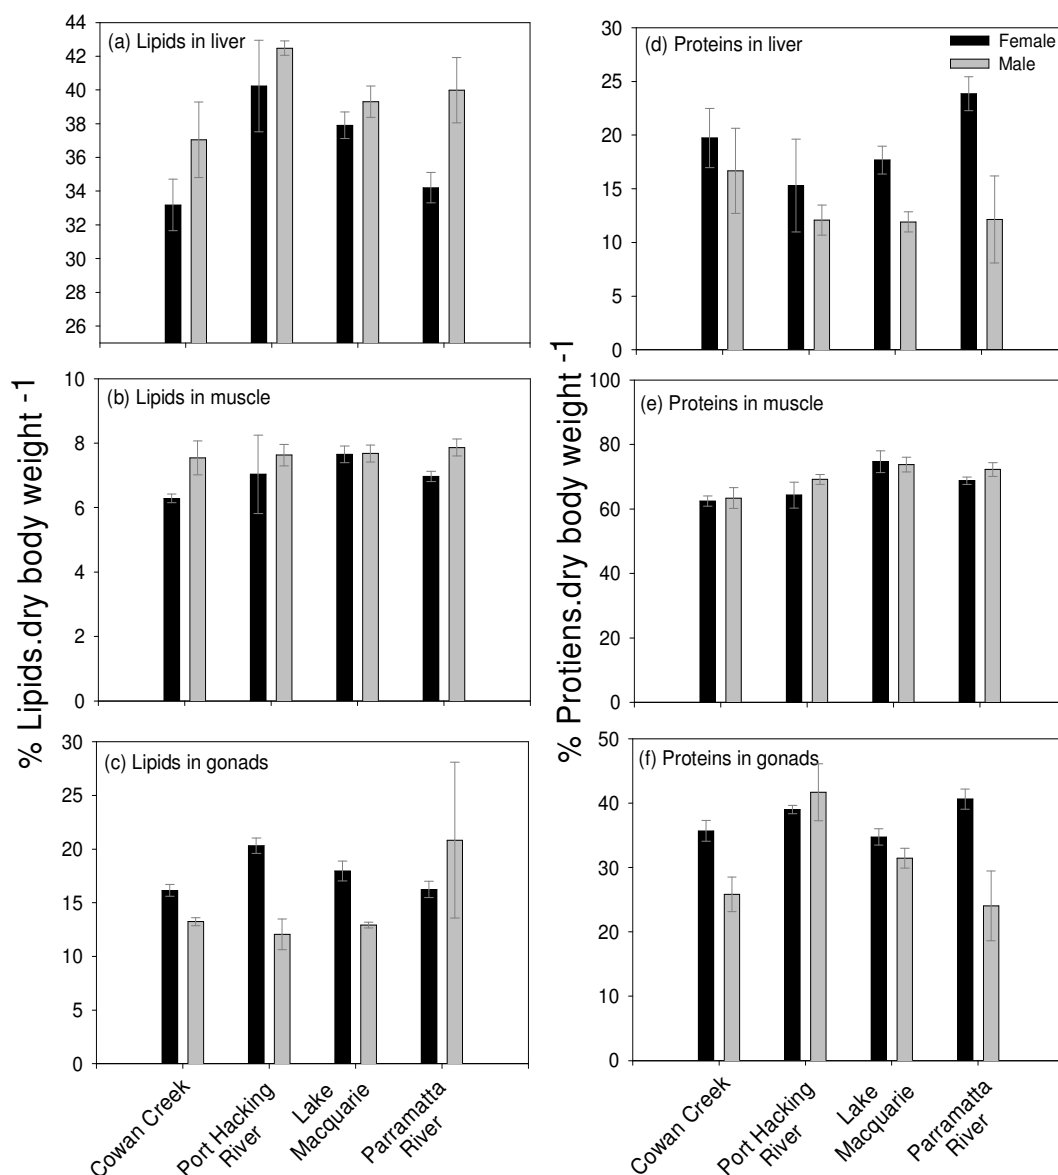 % Lipids.dry body weight -1
(a) Lipids in liver
44
42
40
38
36
34
32
30
28
26
(b) Lipids in muscle
10
8
6
4
2
0
(c) Lipids in gonads
30
25
20
15
10
5
0
Cowan Creek
Port Hacking
River
Lake
Macquarie
Parramatta
River
% Protiens.dry body weight -1
(d) Proteins in liver
Female
Male
30
25
20
15
10
5
0
(e) Proteins in muscle
100
80
60
40
20
0
(f) Proteins in gonads
50
40
30
20
10
0
Cowan Creek
Port Hacking
River
Lake
Macquarie
Parramatta
River